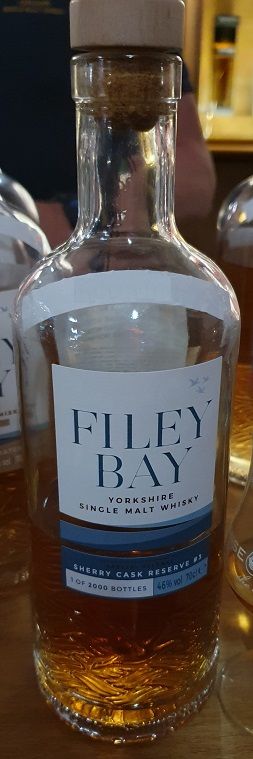 FILEY
BAY
YORKSHIRE
SINGLE MALT WHISKY
SHERRY CASK RESERVE #3
1 OF 2000 BOTTLES 46% vol 70cl